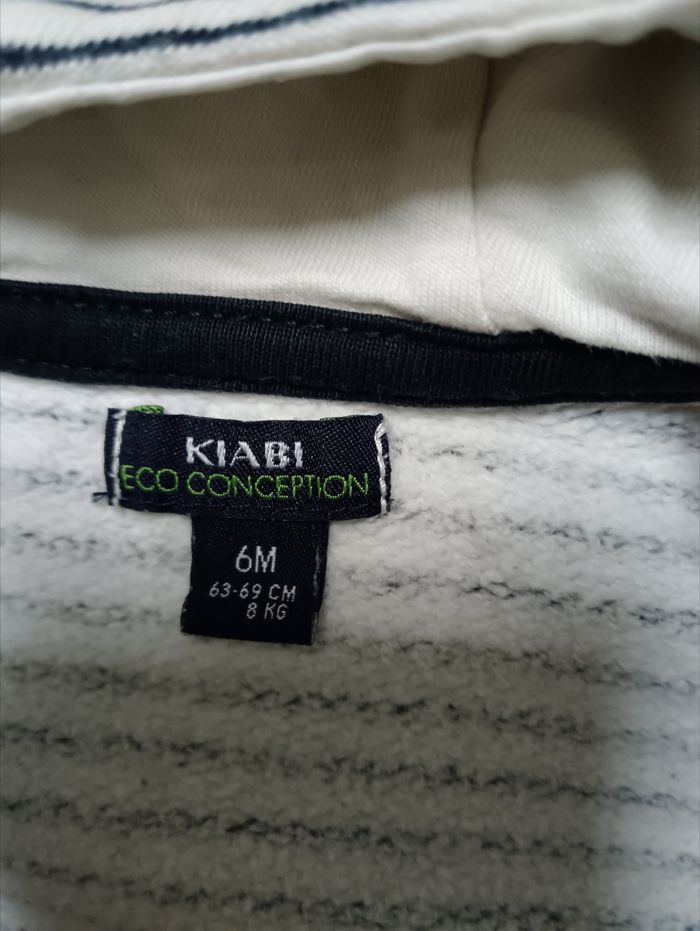 KIABI
ECO CONCEPTION
6M
63-69 CM
8 KG